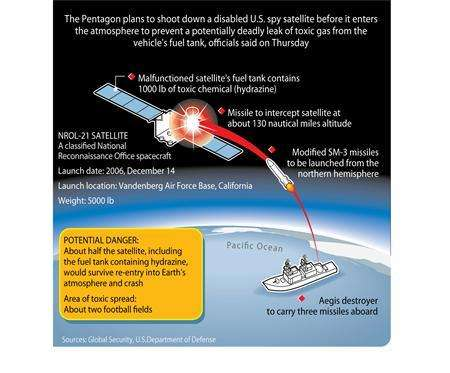 The Pentagon plans to shoot down a disabled U.S. spy satellite before it enters
the atmosphere to prevent a potentially deadly leak of toxic gas from the
vehicle's fuel tank, officials said on Thursday
Malfunctioned satellite's fuel tank contains
1000 lb of toxic chemical (hydrazine)
Missile to intercept satellite at
about 130 nautical miles altitude
NROL-21 SATELLITE
A classified National
Reconnaissance Office spacecraft
Launch date: 2006, December 14
Launch location: Vandenberg Air Force Base, California
Weight: 5000 lb
Modified SM-3 missiles
to be launched from the
northern hemisphere
POTENTIAL DANGER:
About half the satellite, including
the fuel tank containing hydrazine,
would survive re-entry into Earth's
atmosphere and crash
Area of toxic spread:
About two football fields
Pacific Ocean
Aegis destroyer
to carry three missiles aboard
Sources: Global Security, U.S.Department of Defense